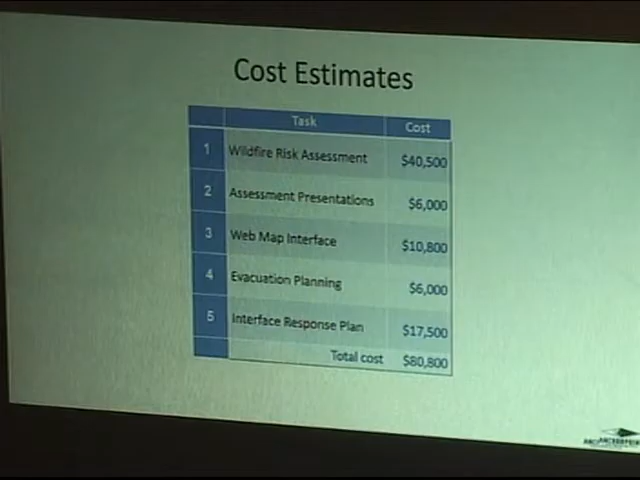 Cost Estimates
Task Cost
1 Wildfire Risk Assessment $40,500
2 Assessment Presentations $6,000
3 Web Map Interface $10,800
4 Evacuation Planning $6,000
5 Interface Response Plan $17,500
Total cost $80,800